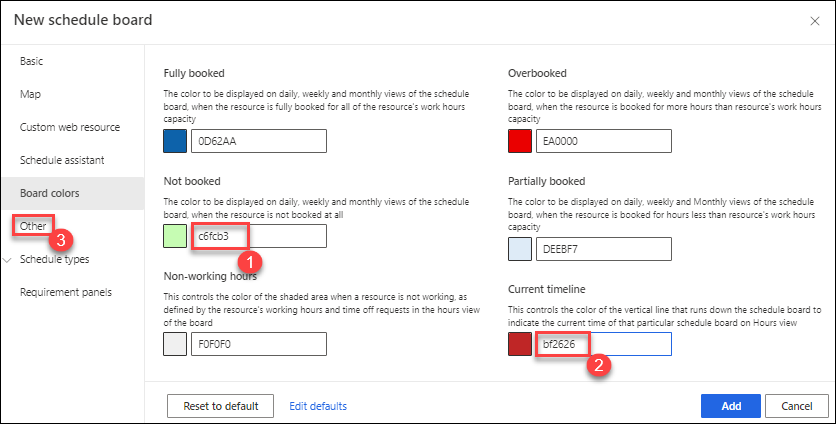 New schedule board
Basic
Map
Custom web resource
Schedule assistant
Board colors
Other
3
Schedule types
Requirement panels
Fully booked
The color to be displayed on daily, weekly and monthly views of the schedule
board, when the resource is fully booked for all of the resource's work hours
capacity
0D62AA
Overbooked
The color to be displayed on daily, weekly and monthly views of the schedule
board, when the resource is booked for more hours than resource's work hours
capacity
EA0000
Not booked
The color to be displayed on daily, weekly and monthly views of the schedule
board, when the resource is not booked at all
c6fcb3
1
Partially booked
The color to be displayed on daily, weekly and Monthly views of the schedule
board, when the resource is booked for hours less than resource's work hours
capacity
DEEBF7
Non-working hours
This controls the color of the shaded area when a resource is not working, as
defined by the resource's working hours and time off requests in the hours view
of the board
F0F0F0
Current timeline
This controls the color of the vertical line that runs down the schedule board to
indicate the current time of that particular schedule board on Hours view
bf2626
2
Reset to default
Edit defaults
Add
Cancel